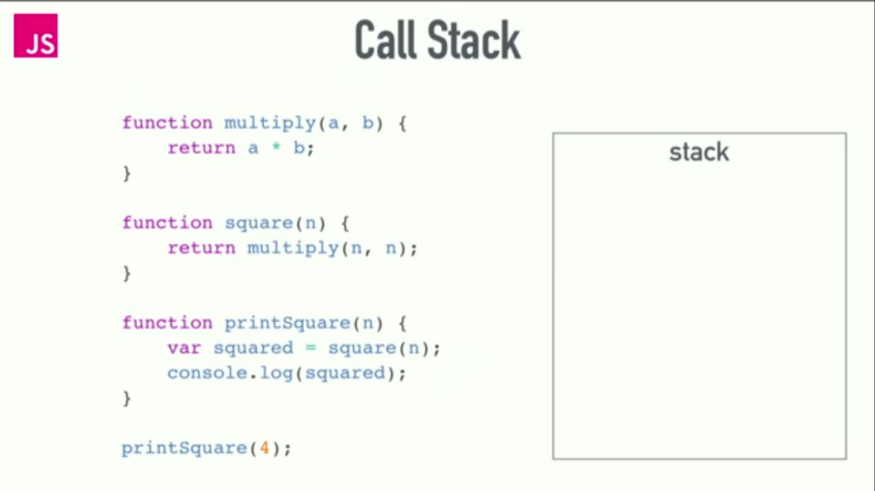 JS
Call Stack
function multiply(a, b) {
    return a * b;
}
function square(n) {
    return multiply(n, n);
}
function printSquare(n) {
    var squared = square(n);
    console.log(squared);
}
printSquare(4);
stack